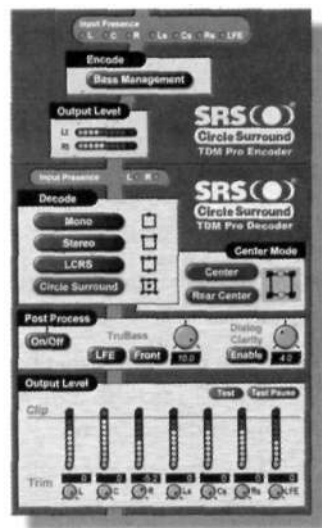 Input Presence
L C R Ls Cs Rs LFE
Encode
Bass Management
Output Level
Lt
Rt
SRS(●)®
Circle Surround
TDM Pro Encoder
Input Presence L R
SRS(●)®
Circle Surround
TDM Pro Decoder
Decode
Mono
Stereo
LCRS
Circle Surround
Center Mode
Center
Rear Center
Post Process
On/Off
TruBass
LFE Front
10.0
Dialog
Clarity
Enable
4.0
Output Level
Test Test Pause
Clip
Trim
0 0 -5.2 0 0 0 0
L C R Ls Cs Rs LFE